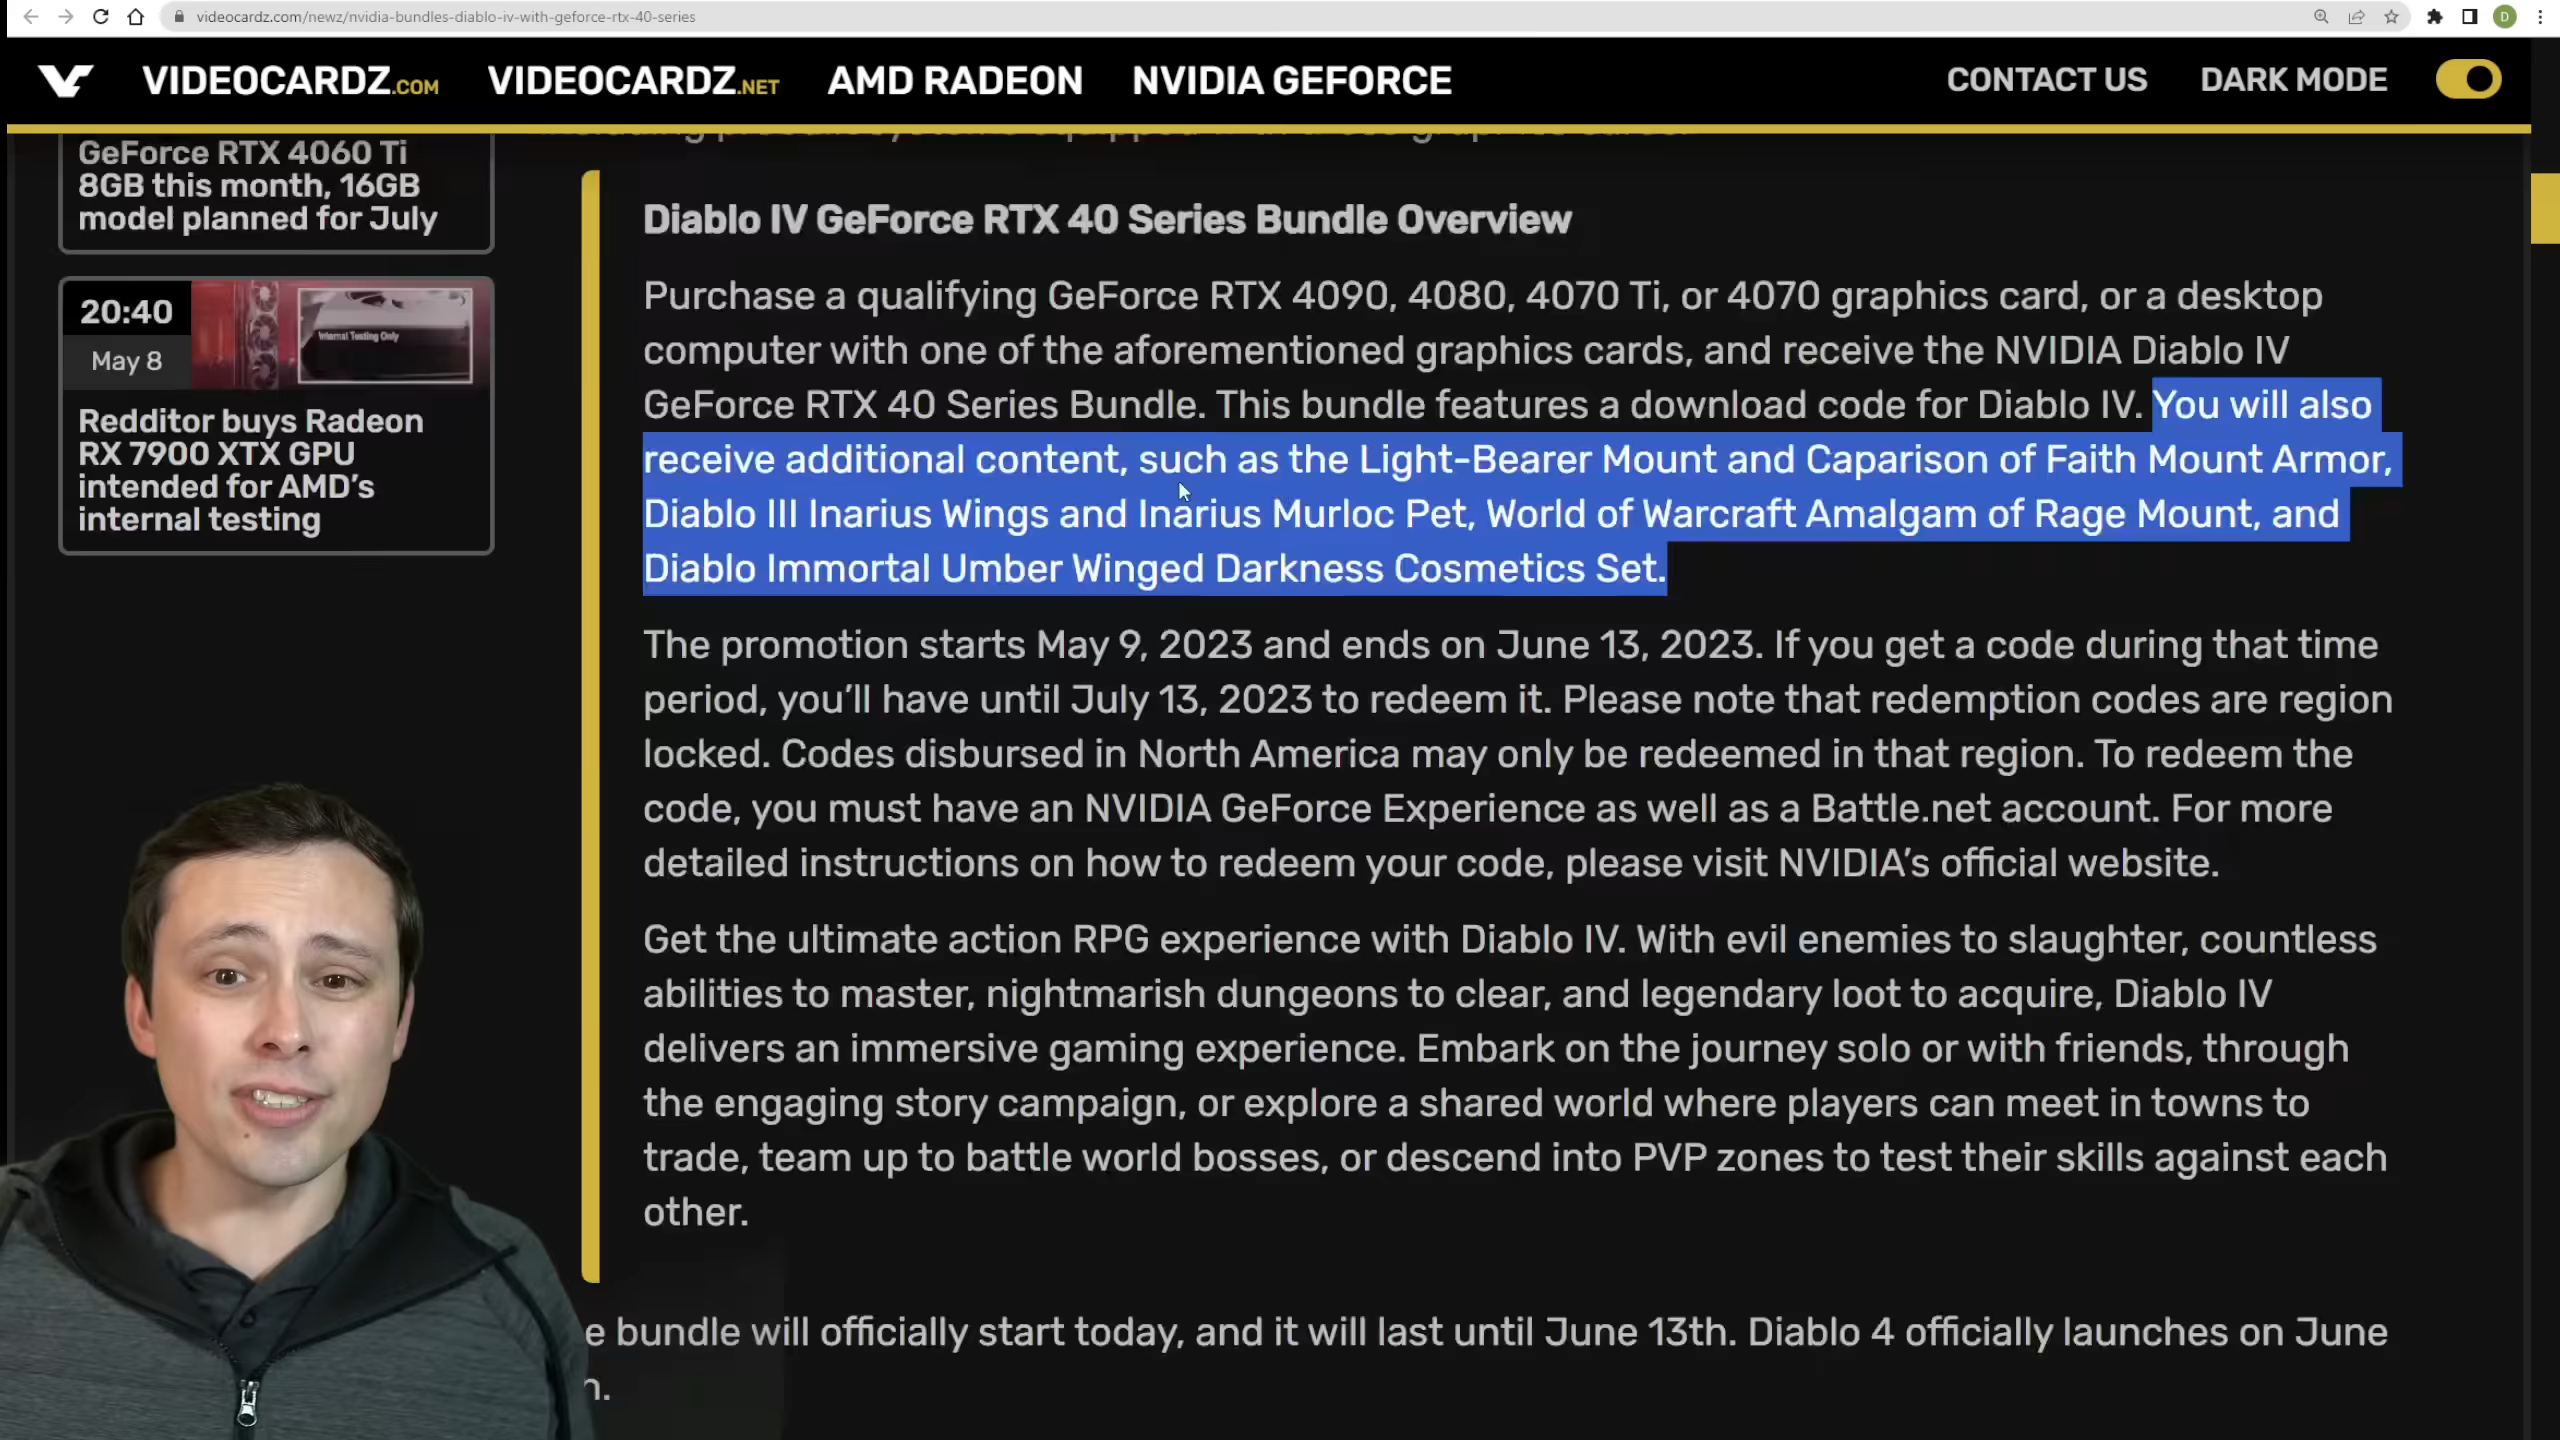 videocardz.com/newz/nvidia-bundles-diablo-iv-with-geforce-rtx-40-series
D
VIDEOCARDZ.COM
VIDEOCARDZ.NET
AMD RADEON
NVIDIA GEFORCE
CONTACT US
DARK MODE
GeForce RTX 4060 Ti
8GB this month, 16GB
model planned for July
20:40
May 8
Internal Testing Only
Redditor buys Radeon
RX 7900 XTX GPU
intended for AMD’s
internal testing
Diablo IV GeForce RTX 40 Series Bundle Overview
Purchase a qualifying GeForce RTX 4090, 4080, 4070 Ti, or 4070 graphics card, or a desktop
computer with one of the aforementioned graphics cards, and receive the NVIDIA Diablo IV
GeForce RTX 40 Series Bundle. This bundle features a download code for Diablo IV. You will also
receive additional content, such as the Light-Bearer Mount and Caparison of Faith Mount Armor,
Diablo III Inarius Wings and Inarius Murloc Pet, World of Warcraft Amalgam of Rage Mount, and
Diablo Immortal Umber Winged Darkness Cosmetics Set.
The promotion starts May 9, 2023 and ends on June 13, 2023. If you get a code during that time
period, you’ll have until July 13, 2023 to redeem it. Please note that redemption codes are region
locked. Codes disbursed in North America may only be redeemed in that region. To redeem the
code, you must have an NVIDIA GeForce Experience as well as a Battle.net account. For more
detailed instructions on how to redeem your code, please visit NVIDIA’s official website.
Get the ultimate action RPG experience with Diablo IV. With evil enemies to slaughter, countless
abilities to master, nightmarish dungeons to clear, and legendary loot to acquire, Diablo IV
delivers an immersive gaming experience. Embark on the journey solo or with friends, through
the engaging story campaign, or explore a shared world where players can meet in towns to
trade, team up to battle world bosses, or descend into PVP zones to test their skills against each
other.
e bundle will officially start today, and it will last until June 13th. Diablo 4 officially launches on June